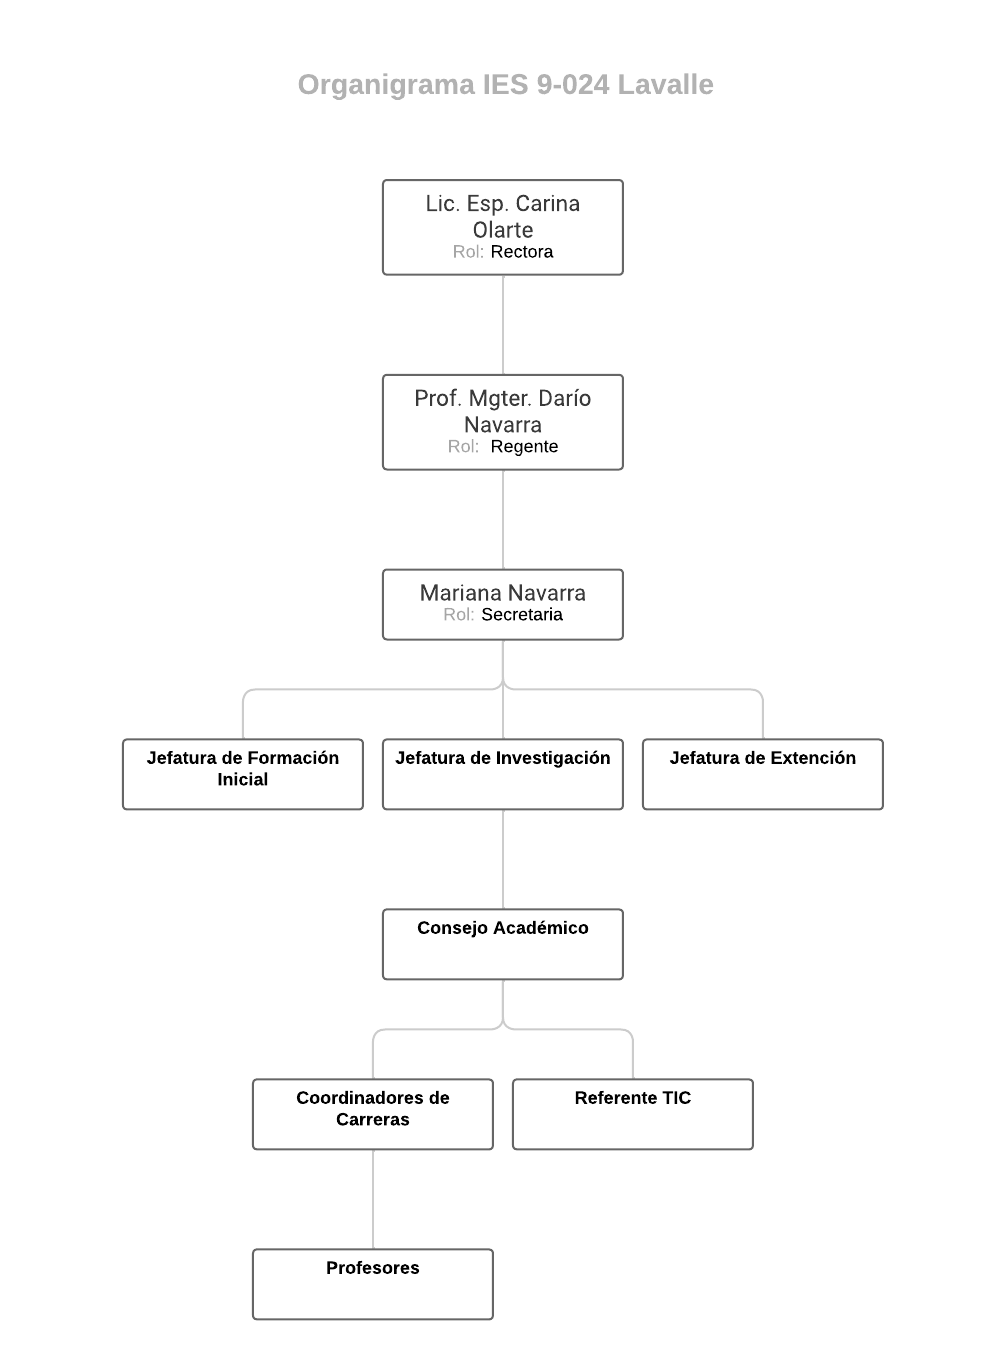 Organigrama IES 9-024 Lavalle
Lic. Esp. Carina
Olarte
Rol: Rectora
Prof. Mgter. Darío
Navarra
Rol: Regente
Mariana Navarra
Rol: Secretaria
Jefatura de Formación
Inicial
Jefatura de Investigación
Jefatura de Extención
Consejo Académico
Coordinadores de
Carreras
Referente TIC
Profesores